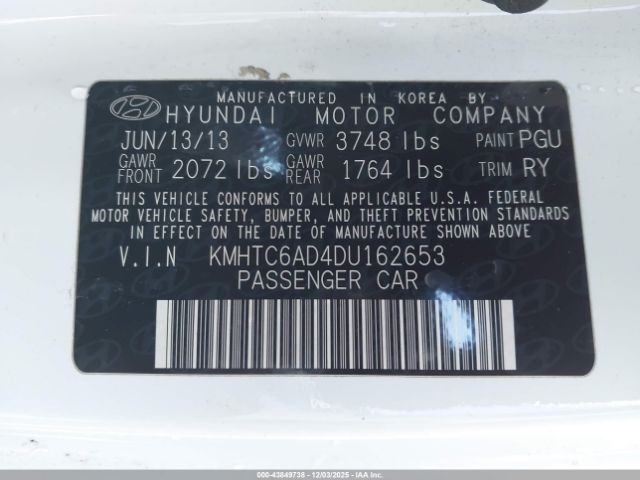 MANUFACTURED IN KOREA BY
HYUNDAI MOTOR COMPANY
JUN/13/13 GVWR 3748 lbs PAINT PGU
GAWR FRONT 2072 lbs GAWR REAR 1764 lbs TRIM RY
THIS VEHICLE CONFORMS TO ALL APPLICABLE U.S.A. FEDERAL
MOTOR VEHICLE SAFETY, BUMPER, AND THEFT PREVENTION STANDARDS
IN EFFECT ON THE DATE OF MANUFACTURE SHOWN ABOVE
V.I.N KMHTC6AD4DU162653
PASSENGER CAR
000-43849738 - 12/03/2025 - IAA Inc.